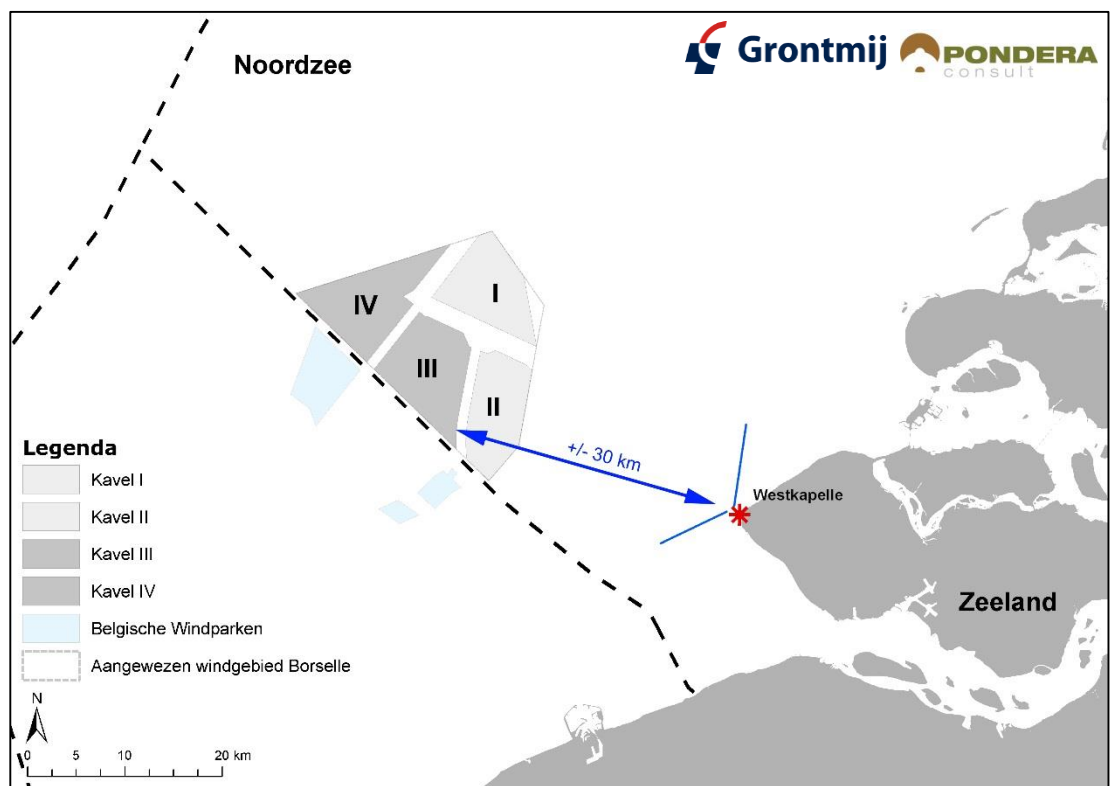 Noordzee
Grontmij
PONDERA
consult
IV
I
III
II
+/- 30 km
Westkapelle
Zeeland
Legenda
Kavel I
Kavel II
Kavel III
Kavel IV
Belgische Windparken
Aangewezen windgebied Borselle
N
0 5 10 20 km